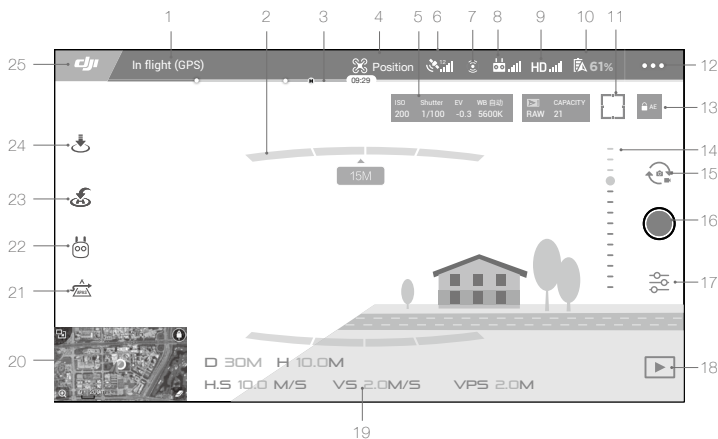 1 2 3 4 5 6 7 8 9 10 11
25 dji In flight (GPS) Position 12 HD 61% 12
09:29
ISO Shutter EV WB 自动 CAPACITY AE 13
200 1/100 -0.3 5600K RAW 21
24 14
15M 15
23
16
22
21 17
20
D 30M H 10.0M 18
H.S 10.0 M/S VS 2.0M/S VPS 2.0M
19